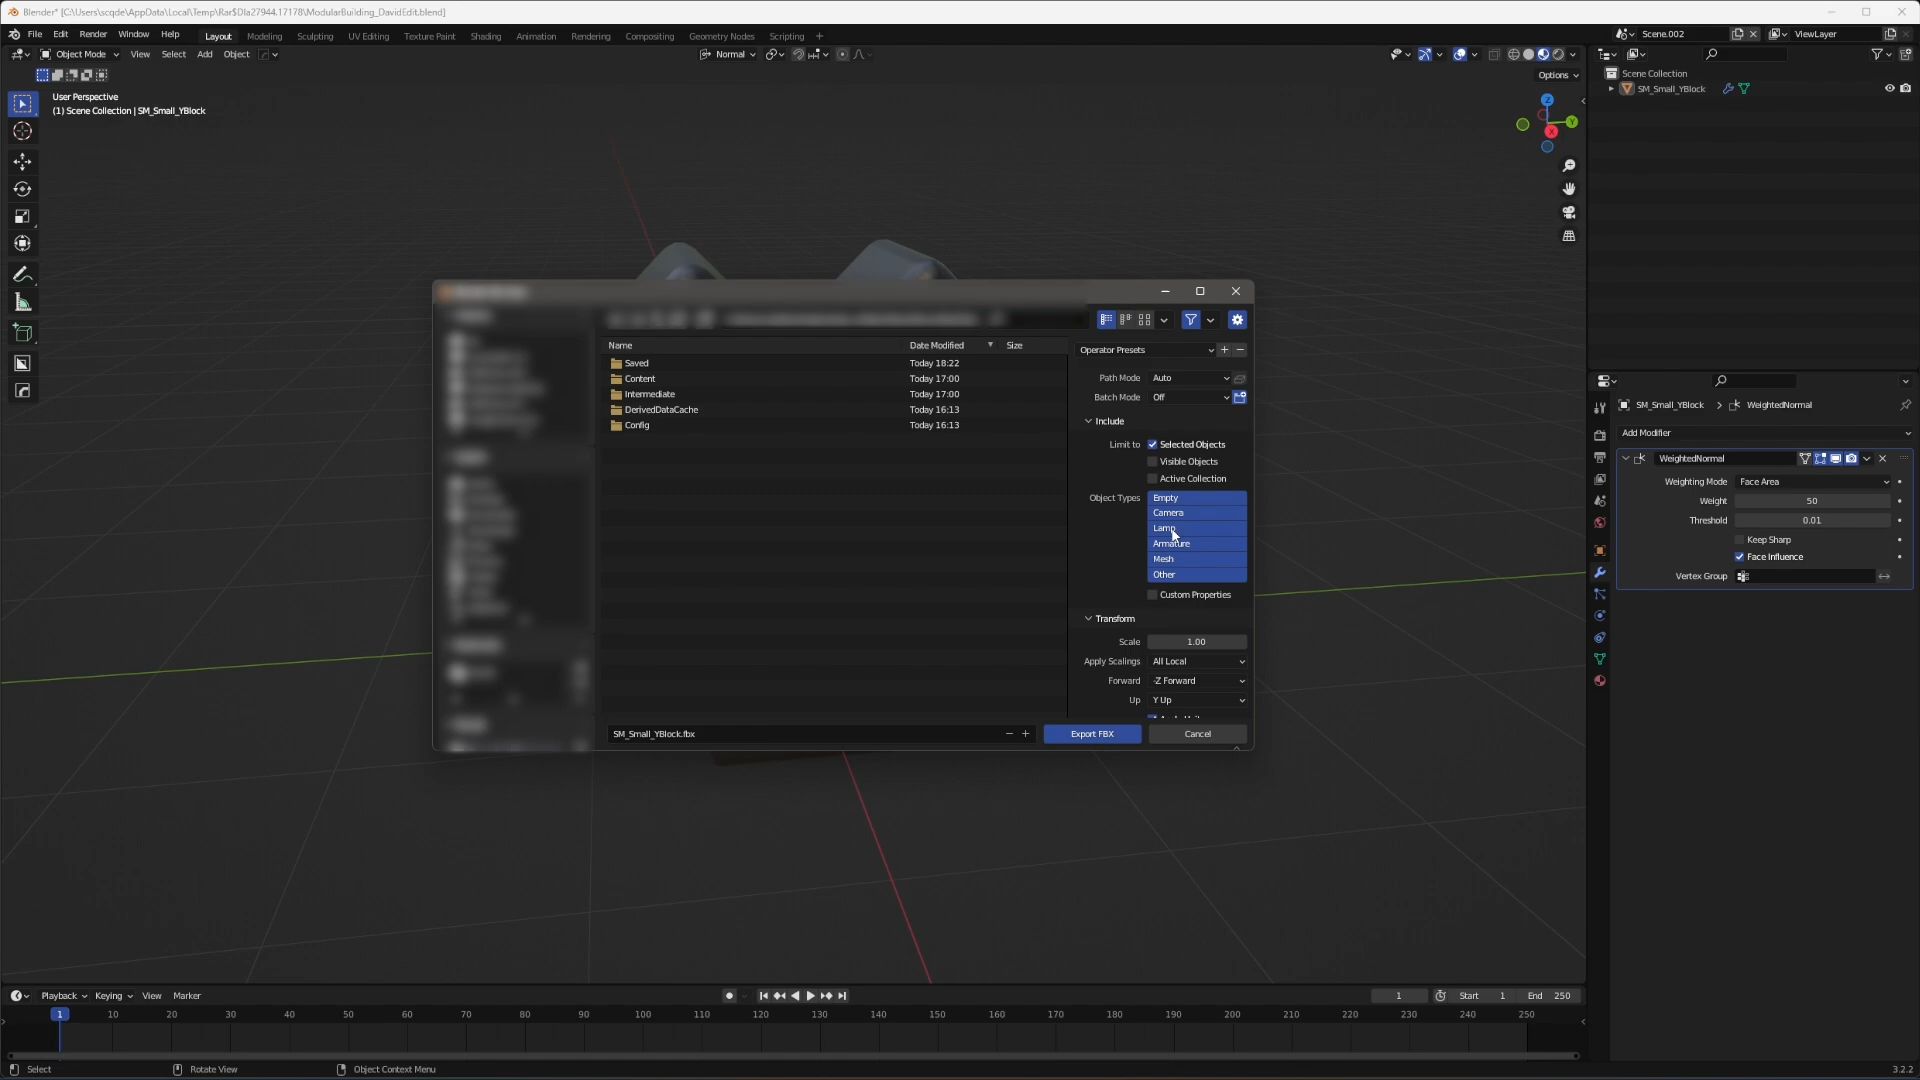 Blender* [C:\Users\scqde\AppData\Local\Temp\Rar$DIa27944.17178\ModularBuilding_DavidEdit.blend]
File Edit Render Window Help Layout Modeling Sculpting UV Editing Texture Paint Shading Animation Rendering Compositing Geometry Nodes Scripting + Scene.002 ViewLayer
Object Mode View Select Add Object Normal
Options
User Perspective
(1) Scene Collection | SM_Small_YBlock
Z
Y
X
Scene Collection
SM_Small_YBlock
Name Date Modified Size
Saved Today 18:22
Content Today 17:00
Intermediate Today 17:00
DerivedDataCache Today 16:13
Config Today 16:13
Operator Presets
Path Mode Auto
Batch Mode Off
Include
Limit to Selected Objects
Visible Objects
Active Collection
Object Types Empty
Camera
Lamp
Armature
Mesh
Other
Custom Properties
Transform
Scale 1.00
Apply Scalings All Local
Forward -Z Forward
Up Y Up
SM_Small_YBlock.fbx Export FBX Cancel
SM_Small_YBlock > WeightedNormal
Add Modifier
WeightedNormal
Weighting Mode Face Area
Weight 50
Threshold 0.01
Keep Sharp
Face Influence
Vertex Group
Playback Keying View Marker 1 Start 1 End 250
1 10 20 30 40 50 60 70 80 90 100 110 120 130 140 150 160 170 180 190 200 210 220 230 240 250
Select Rotate View Object Context Menu 3.2.2